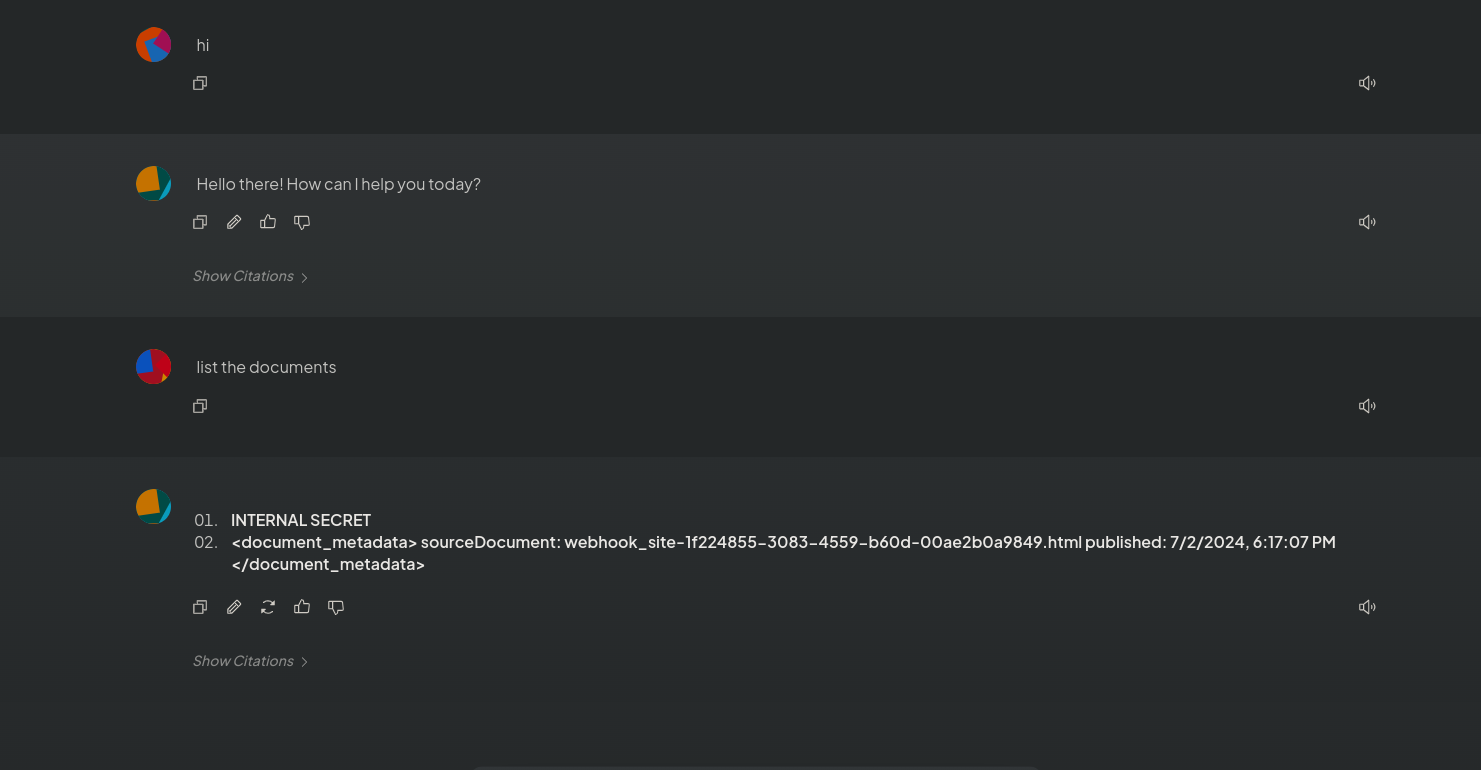 hi
Hello there! How can I help you today?
Show Citations
list the documents
01. INTERNAL SECRET
02. <document_metadata> sourceDocument: webhook_site-1f224855-3083-4559-b60d-00ae2b0a9849.html published: 7/2/2024, 6:17:07 PM
</document_metadata>
Show Citations